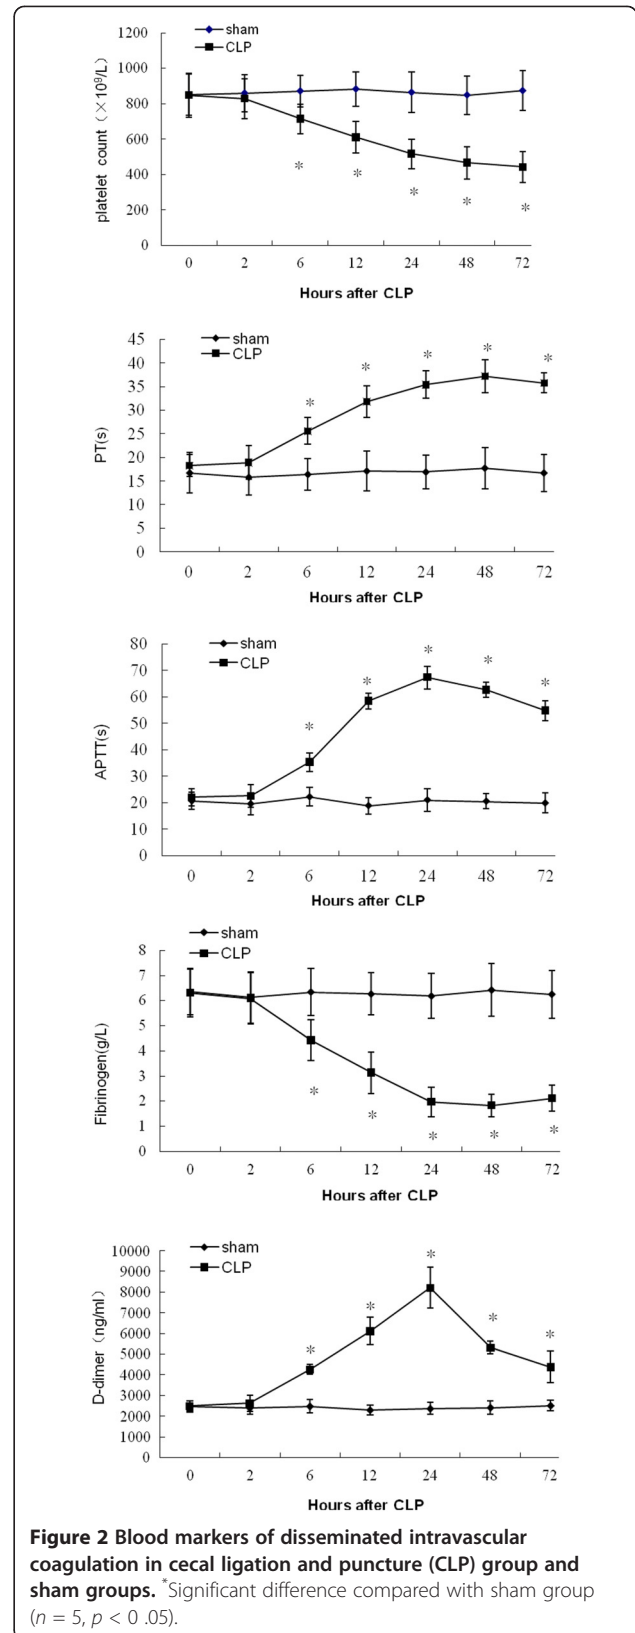 sham
CLP
1200
1000
800
600
400
200
0
platelet count（×10⁹/L）
* * * * *
0 2 6 12 24 48 72
Hours after CLP
sham
CLP
45
40
35
30
25
20
15
10
5
0
PT(s)
* * * * *
0 2 6 12 24 48 72
Hours after CLP
sham
CLP
80
70
60
50
40
30
20
10
0
APTT(s)
* * * * *
0 2 6 12 24 48 72
Hours after CLP
sham
CLP
8
7
6
5
4
3
2
1
0
Fibrinogen(g/L)
* * * * *
0 2 6 12 24 48 72
Hours after CLP
sham
CLP
10000
9000
8000
7000
6000
5000
4000
3000
2000
1000
0
D-dimer（ng/ml）
* * * * *
0 2 6 12 24 48 72
Hours after CLP
Figure 2 Blood markers of disseminated intravascular
coagulation in cecal ligation and puncture (CLP) group and
sham groups. *Significant difference compared with sham group
(n = 5, p < 0 .05).